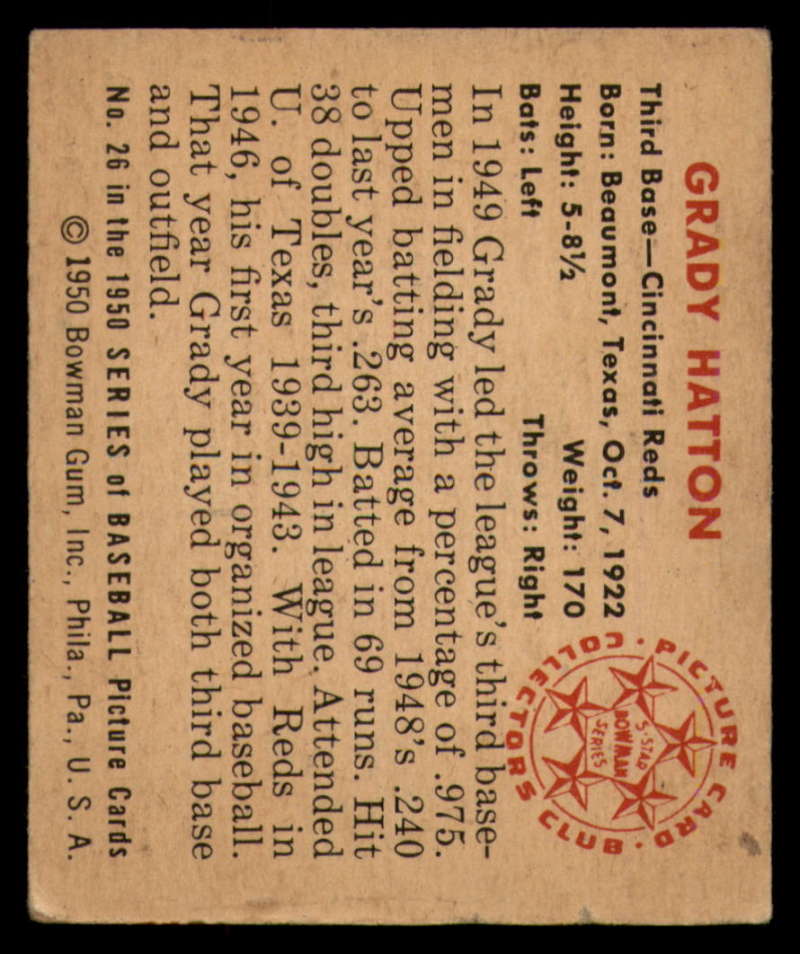 GRADY HATTON
Third Base—Cincinnati Reds
Born: Beaumont, Texas, Oct. 7, 1922
Height: 5-8½ Weight: 170
Bats: Left Throws: Right
PICTURE CARD · COLLECTORS CLUB ·
5-STAR
BOWMAN
SERIES
In 1949 Grady led the league's third base-
men in fielding with a percentage of .975.
Upped batting average from 1948's .240
to last year's .263. Batted in 69 runs. Hit
38 doubles, third high in league. Attended
U. of Texas 1939-1943. With Reds in
1946, his first year in organized baseball.
That year Grady played both third base
and outfield.
No. 26 in the 1950 SERIES of BASEBALL Picture Cards
© 1950 Bowman Gum, Inc., Phila., Pa., U. S. A.